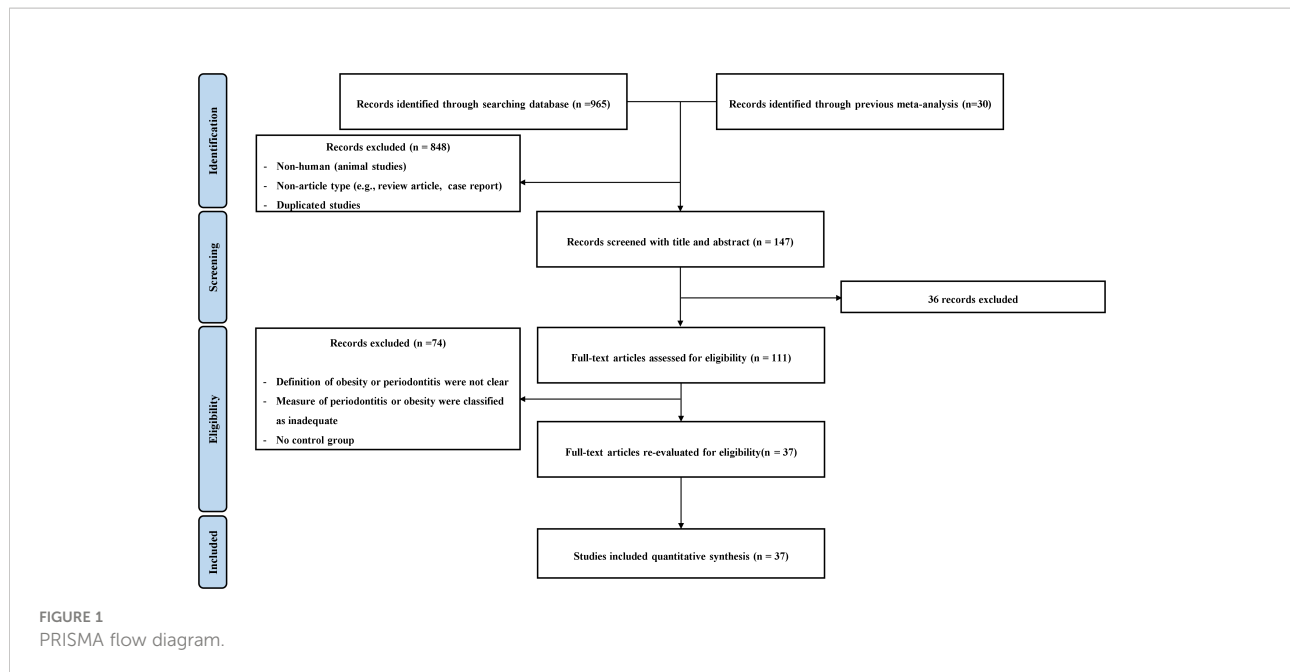 Identification
Records identified through searching database (n =965)
Records identified through previous meta-analysis (n=30)
Records excluded (n = 848)
- Non-human (animal studies)
- Non-article type (e.g., review article, case report)
- Duplicated studies
Screening
Records screened with title and abstract (n = 147)
36 records excluded
Eligibility
Full-text articles assessed for eligibility (n = 111)
Records excluded (n =74)
- Definition of obesity or periodontitis were not clear
- Measure of periodontitis or obesity were classified
as inadequate
- No control group
Full-text articles re-evaluated for eligibility(n = 37)
Included
Studies included quantitative synthesis (n = 37)
FIGURE 1
PRISMA flow diagram.